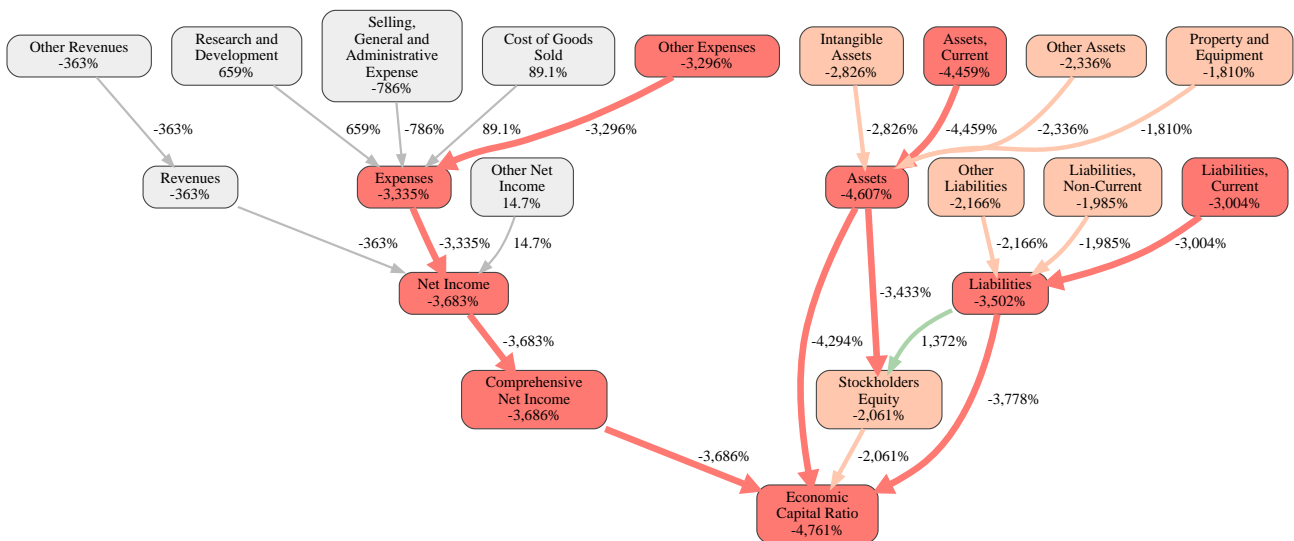 Other Revenues
-363%
Research and
Development
659%
Selling,
General and
Administrative
Expense
-786%
Cost of Goods
Sold
89.1%
Other Expenses
-3,296%
Intangible
Assets
-2,826%
Assets,
Current
-4,459%
Other Assets
-2,336%
Property and
Equipment
-1,810%
-363%
659%
-786%
89.1%
-3,296%
-2,826%
-4,459%
-2,336%
-1,810%
Revenues
-363%
Expenses
-3,335%
Other Net
Income
14.7%
Assets
-4,607%
Other
Liabilities
-2,166%
Liabilities,
Non-Current
-1,985%
Liabilities,
Current
-3,004%
-363%
-3,335%
14.7%
-2,166%
-1,985%
-3,004%
Net Income
-3,683%
-3,433%
Liabilities
-3,502%
-3,683%
-4,294%
1,372%
Comprehensive
Net Income
-3,686%
Stockholders
Equity
-2,061%
-3,778%
-3,686%
-2,061%
Economic
Capital Ratio
-4,761%